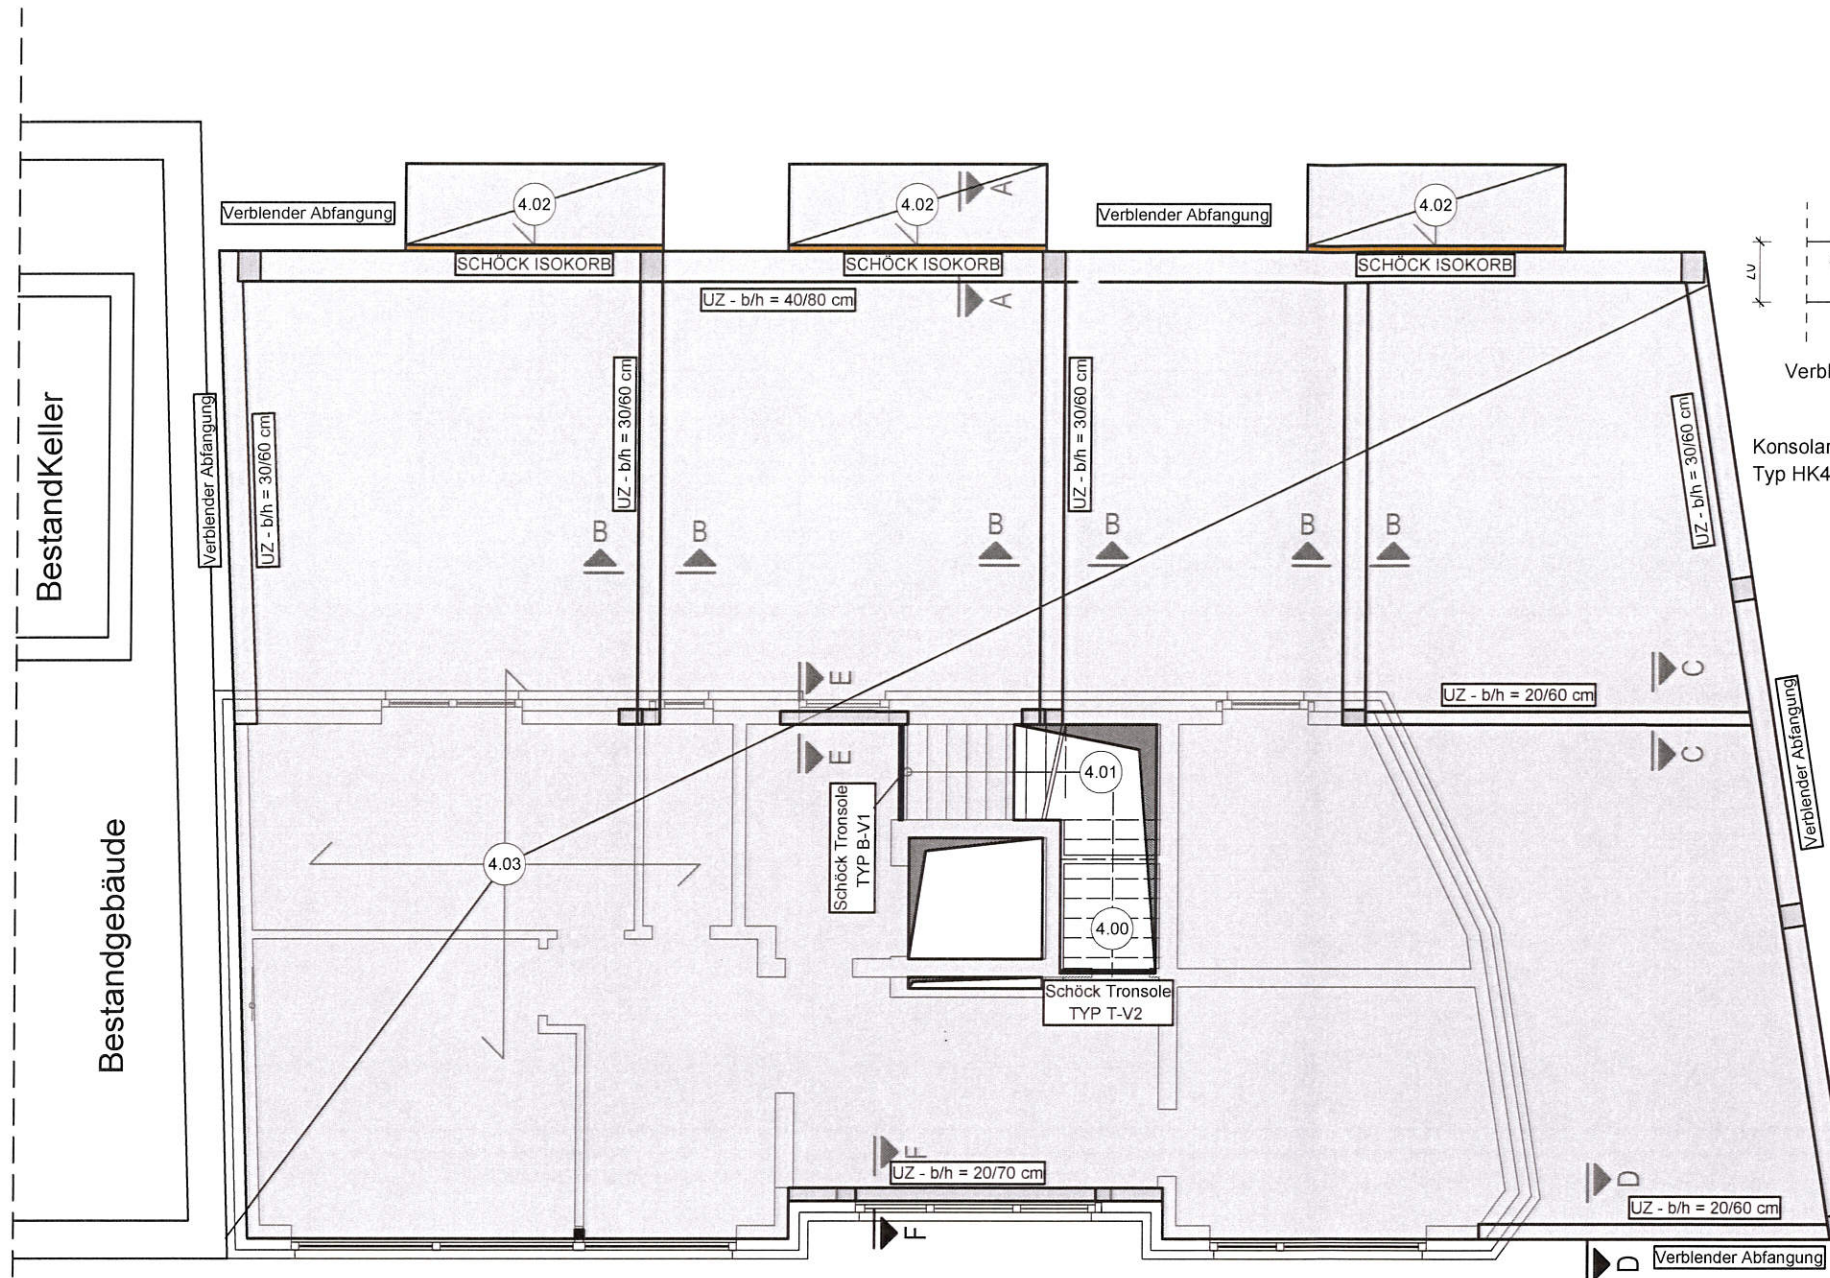 Verblender Abfangung
4.02
4.02
A
Verblender Abfangung
4.02
SCHÖCK ISOKORB
SCHÖCK ISOKORB
SCHÖCK ISOKORB
UZ - b/h = 40/80 cm
A
20
Verbl
Konsolan
Typ HK4
BestandKeller
Verblender Abfangung
UZ - b/h = 30/60 cm
UZ - b/h = 30/60 cm
UZ - b/h = 30/60 cm
UZ - b/h = 30/60 cm
B
B
B
B
B
B
E
C
UZ - b/h = 20/60 cm
Verblender Abfangung
E
C
4.01
Schöck Tronsole
TYP B-V1
Bestandgebäude
4.03
4.00
Schöck Tronsole
TYP T-V2
F
UZ - b/h = 20/70 cm
D
UZ - b/h = 20/60 cm
F
D
Verblender Abfangung